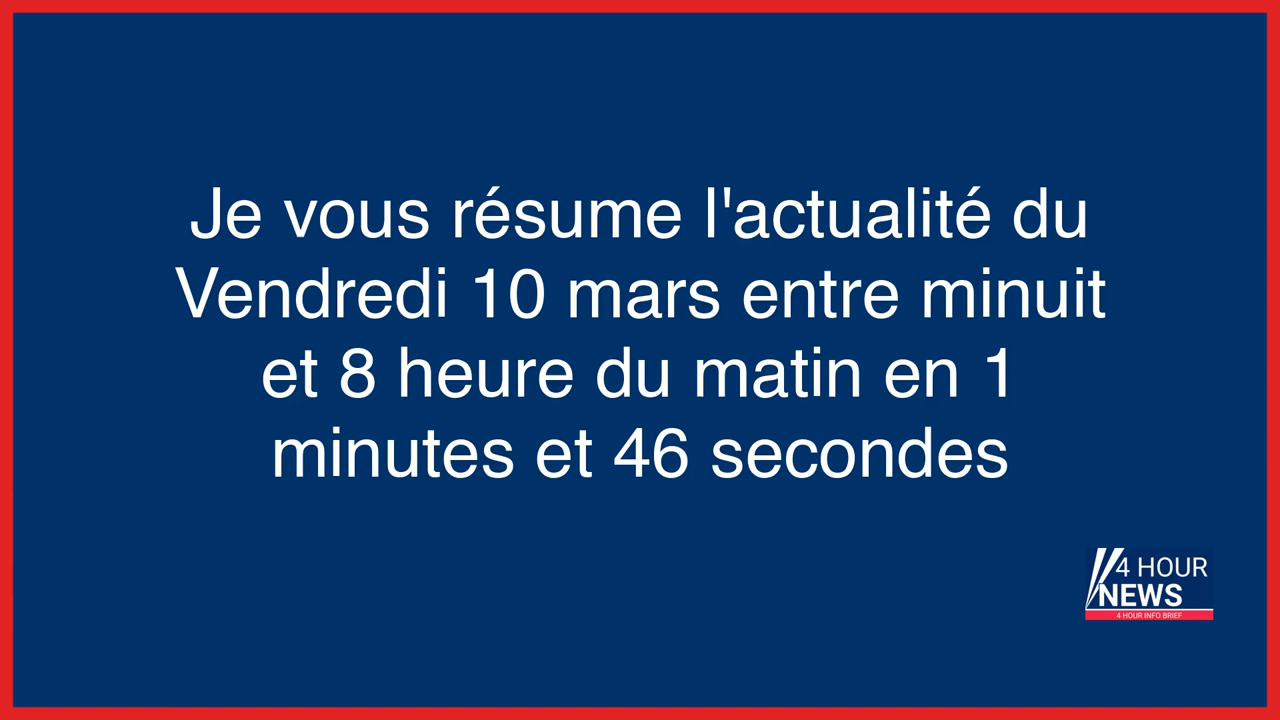 Je vous résume l'actualité du
Vendredi 10 mars entre minuit
et 8 heure du matin en 1
minutes et 46 secondes
4 HOUR
NEWS
4 HOUR INFO BRIEF